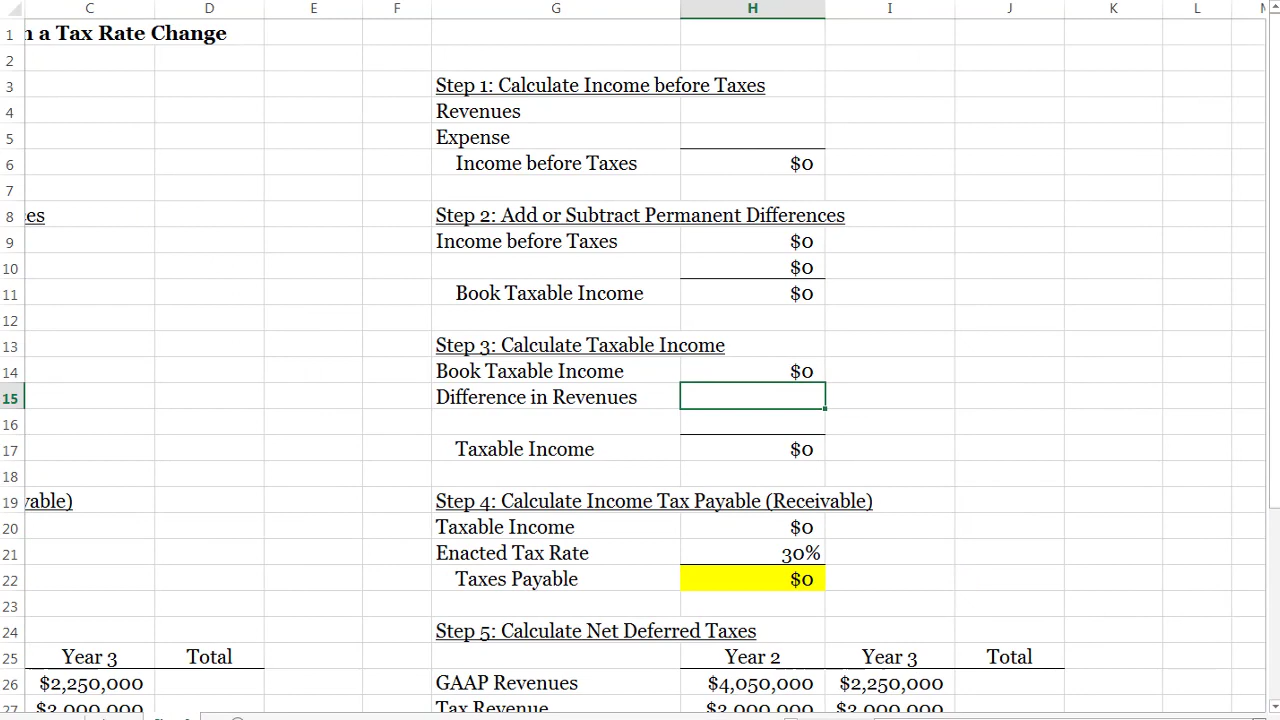 C D E F G H I J K L
1 n a Tax Rate Change
2
3 Step 1: Calculate Income before Taxes
4 Revenues
5 Expense
6 Income before Taxes $0
7
8 es Step 2: Add or Subtract Permanent Differences
9 Income before Taxes $0
10 $0
11 Book Taxable Income $0
12
13 Step 3: Calculate Taxable Income
14 Book Taxable Income $0
15 Difference in Revenues
16
17 Taxable Income $0
18
19 yable) Step 4: Calculate Income Tax Payable (Receivable)
20 Taxable Income $0
21 Enacted Tax Rate 30%
22 Taxes Payable $0
23
24 Step 5: Calculate Net Deferred Taxes
25 Year 3 Total Year 2 Year 3 Total
26 $2,250,000 GAAP Revenues $4,050,000 $2,250,000
27 Tax Revenue